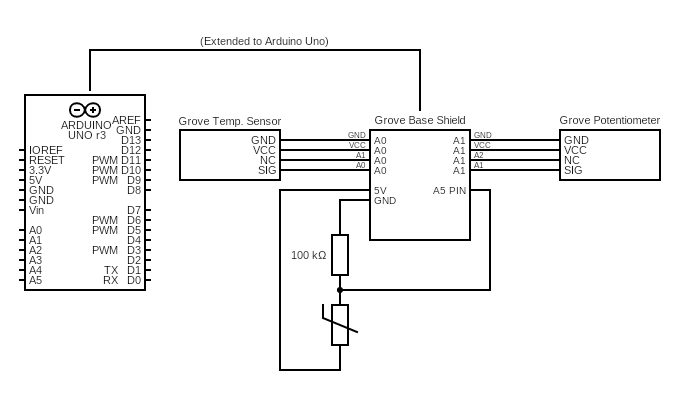 (Extended to Arduino Uno)
ARDUINO
UNO r3
AREF
GND
D13
IOREF D12
RESET PWM D11
3.3V PWM D10
5V PWM D9
GND D8
GND
Vin D7
PWM D6
A0 PWM D5
A1 D4
A2 PWM D3
A3 D2
A4 TX D1
A5 RX D0
Grove Temp. Sensor
GND
VCC
NC
SIG
GND
VCC
A1
A0
Grove Base Shield
A0 A1
A0 A1
A0 A1
A0 A1
5V A5 PIN
GND
GND
VCC
A2
A1
Grove Potentiometer
GND
VCC
NC
SIG
100 kΩ